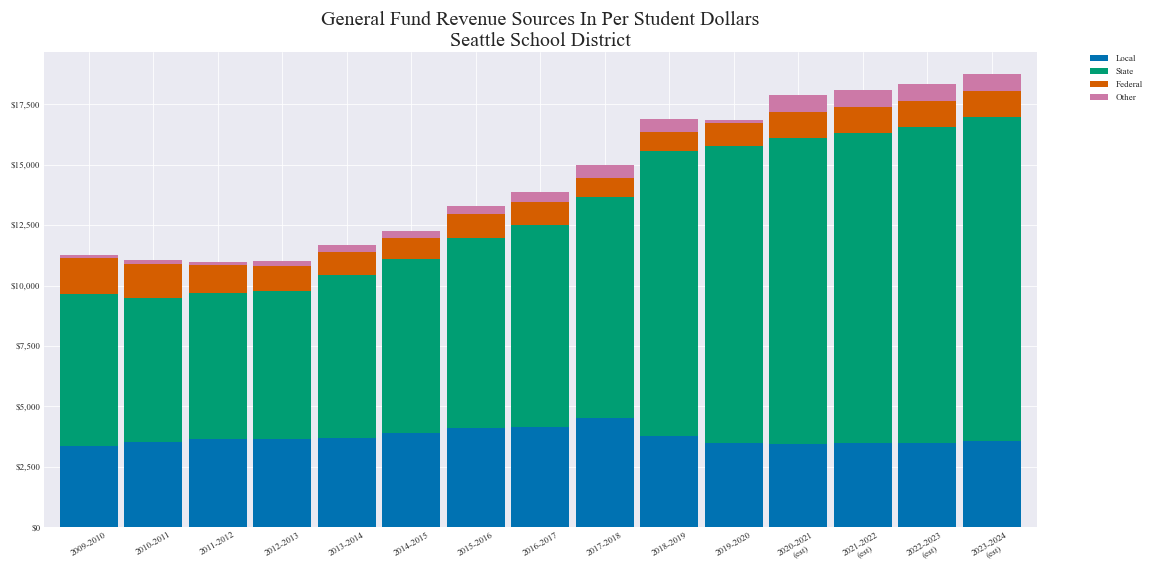 General Fund Revenue Sources In Per Student Dollars
Seattle School District
Local
State
Federal
Other
$17,500
$15,000
$12,500
$10,000
$7,500
$5,000
$2,500
$0
2009-2010
2010-2011
2011-2012
2012-2013
2013-2014
2014-2015
2015-2016
2016-2017
2017-2018
2018-2019
2019-2020
2020-2021
(est)
2021-2022
(est)
2022-2023
(est)
2023-2024
(est)